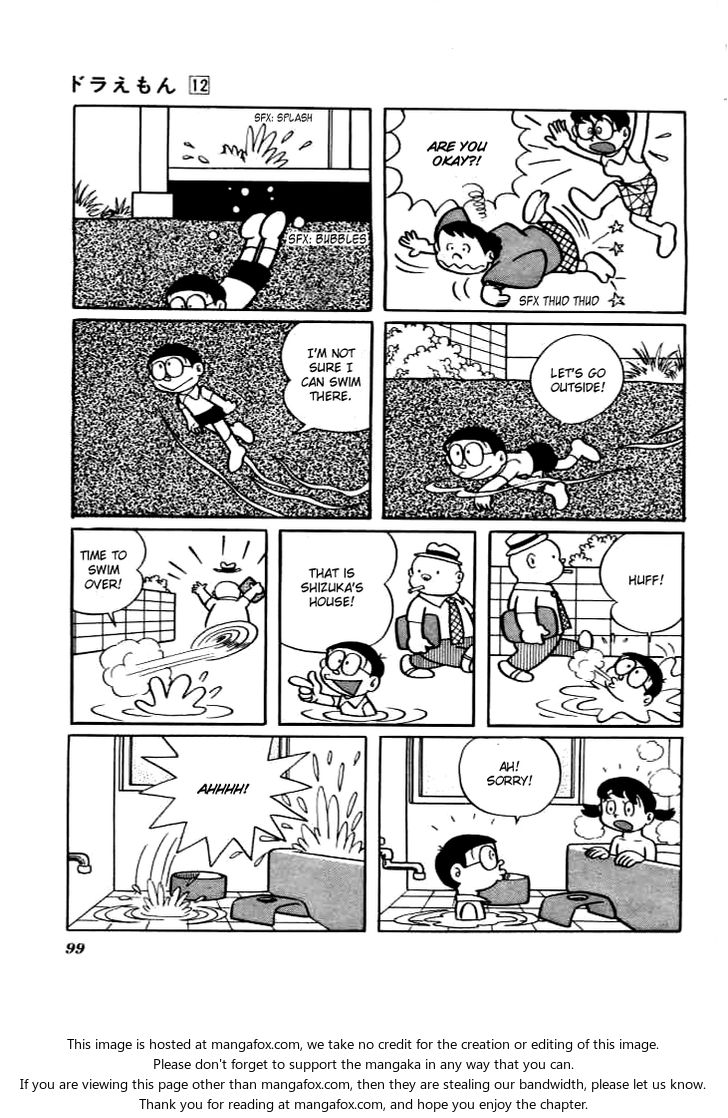 ドラえもん 12
ARE YOU
OKAY?!
SFX THUD THUD
SFX: SPLASH
SFX: BUBBLES
LET'S GO
OUTSIDE!
I'M NOT
SURE I
CAN SWIM
THERE.
HUFF!
THAT IS
SHIZUKA'S
HOUSE!
TIME TO
SWIM
OVER!
AH!
SORRY!
AHHHH!
99
This image is hosted at mangafox.com, we take no credit for the creation or editing of this image.
Please don't forget to support the mangaka in any way that you can.
If you are viewing this page other than mangafox.com, then they are stealing our bandwidth, please let us know.
Thank you for reading at mangafox.com, and hope you enjoy the chapter.